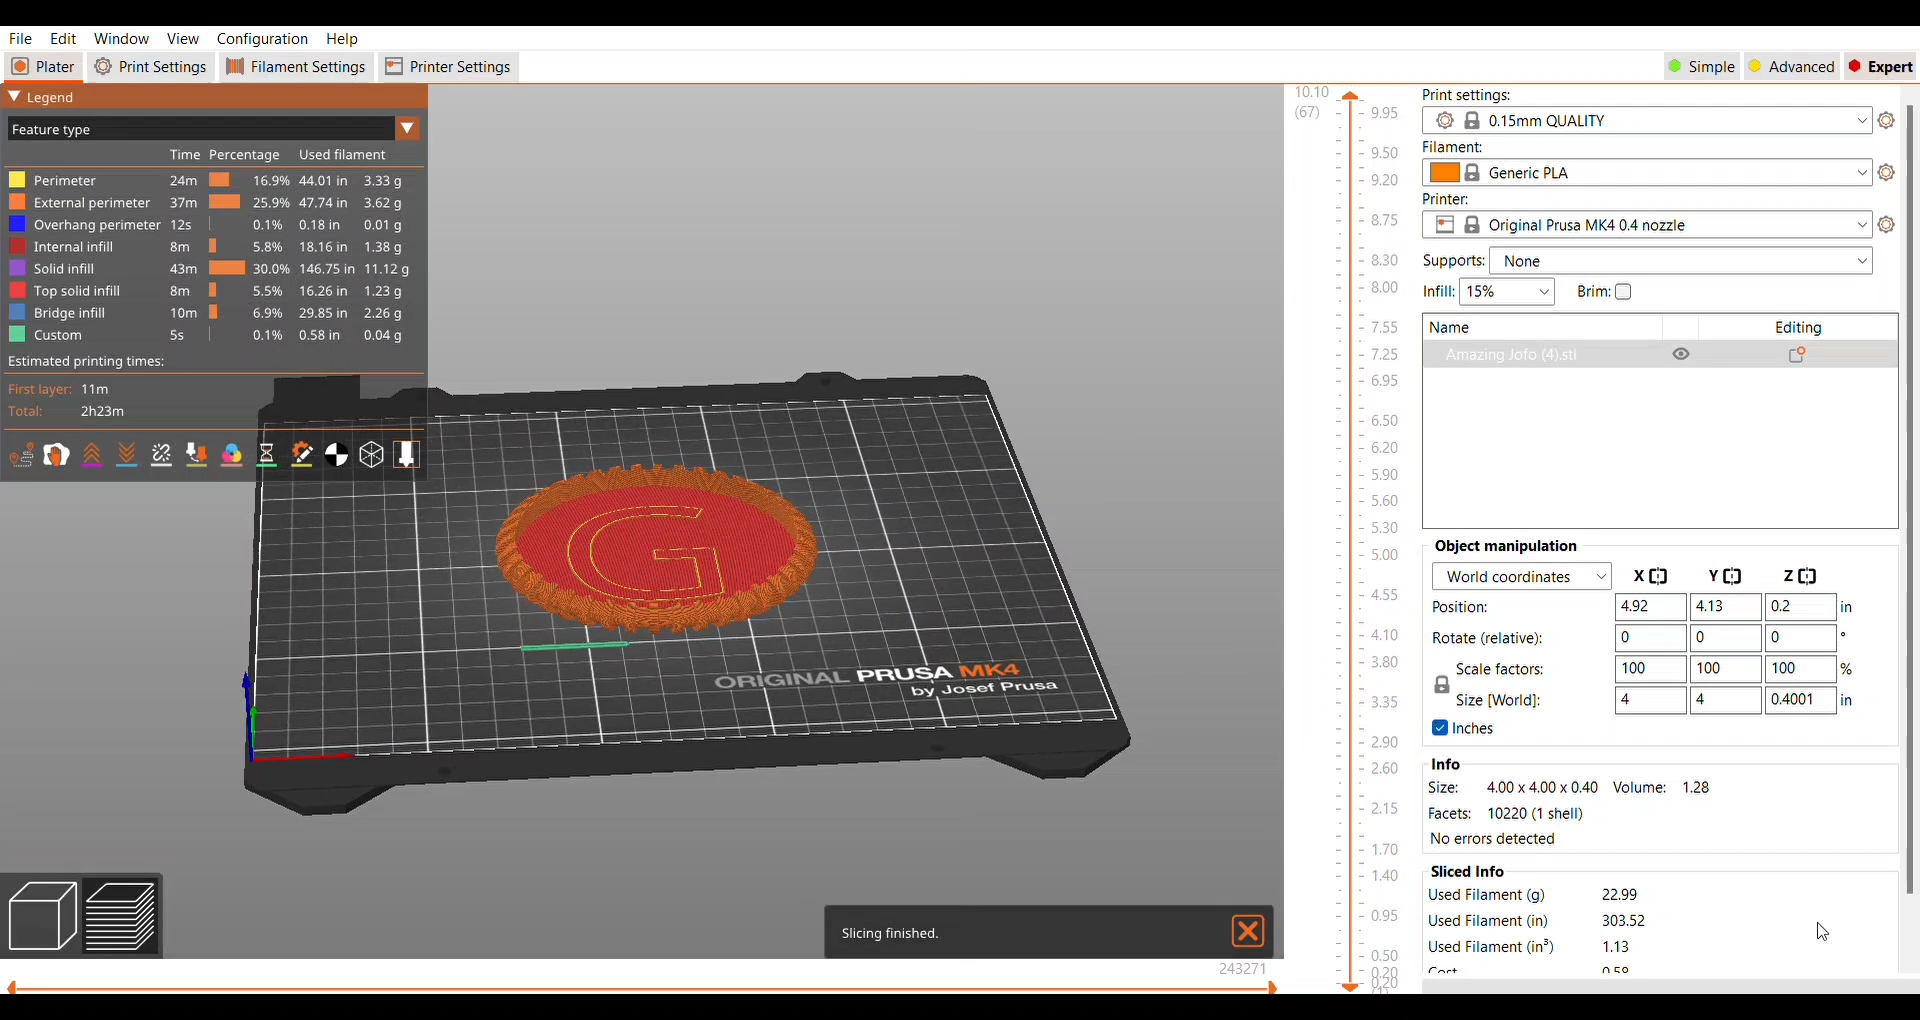 File Edit Window View Configuration Help
Plater Print Settings Filament Settings Printer Settings Simple Advanced Expert
Legend
Feature type
Time Percentage Used filament
Perimeter 24m 16.9% 44.01 in 3.33 g
External perimeter 37m 25.9% 47.74 in 3.62 g
Overhang perimeter 12s 0.1% 0.18 in 0.01 g
Internal infill 8m 5.8% 18.16 in 1.38 g
Solid infill 43m 30.0% 146.75 in 11.12 g
Top solid infill 8m 5.5% 16.26 in 1.23 g
Bridge infill 10m 6.9% 29.85 in 2.26 g
Custom 5s 0.1% 0.58 in 0.04 g
Estimated printing times:
First layer: 11m
Total: 2h23m
G
ORIGINAL PRUSA MK4
by Josef Prusa
Slicing finished.
243271
10.10
(67)
9.95
9.50
9.20
8.75
8.30
8.00
7.55
7.25
6.95
6.50
6.20
5.90
5.60
5.30
5.00
4.55
4.10
3.80
3.35
2.90
2.60
2.15
1.70
1.40
0.95
0.50
0.20
0.20
Print settings:
0.15mm QUALITY
Filament:
Generic PLA
Printer:
Original Prusa MK4 0.4 nozzle
Supports: None
Infill: 15% Brim:
Name Editing
Amazing Jofo (4).stl
Object manipulation
World coordinates X Y Z
Position: 4.92 4.13 0.2 in
Rotate (relative): 0 0 0 °
Scale factors: 100 100 100 %
Size [World]: 4 4 0.4001 in
Inches
Info
Size: 4.00 x 4.00 x 0.40 Volume: 1.28
Facets: 10220 (1 shell)
No errors detected
Sliced Info
Used Filament (g) 22.99
Used Filament (in) 303.52
Used Filament (in³) 1.13
Cost 0.58